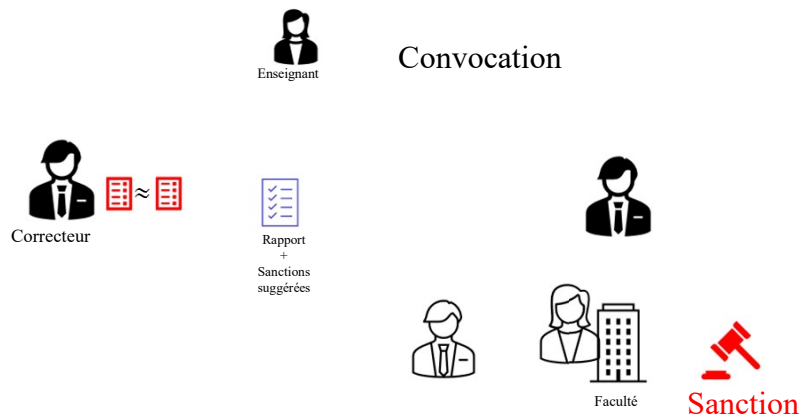 Enseignant
Convocation
≈
Correcteur
Rapport
+
Sanctions
suggérées
Faculté
Sanction